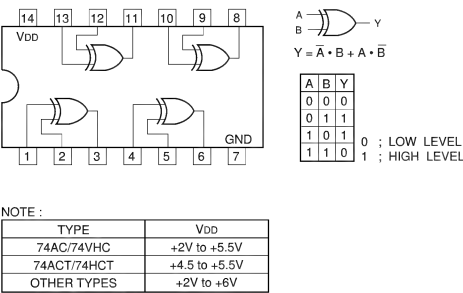 14 13 12 11 10 9 8
VDD
GND
1 2 3 4 5 6 7
A
B
Y
Y = A̅ • B + A • B̅
A B Y
0 0 0
0 1 1
1 0 1
1 1 0
0 ; LOW LEVEL
1 ; HIGH LEVEL
NOTE :
TYPE VDD
74AC/74VHC +2V to +5.5V
74ACT/74HCT +4.5 to +5.5V
OTHER TYPES +2V to +6V